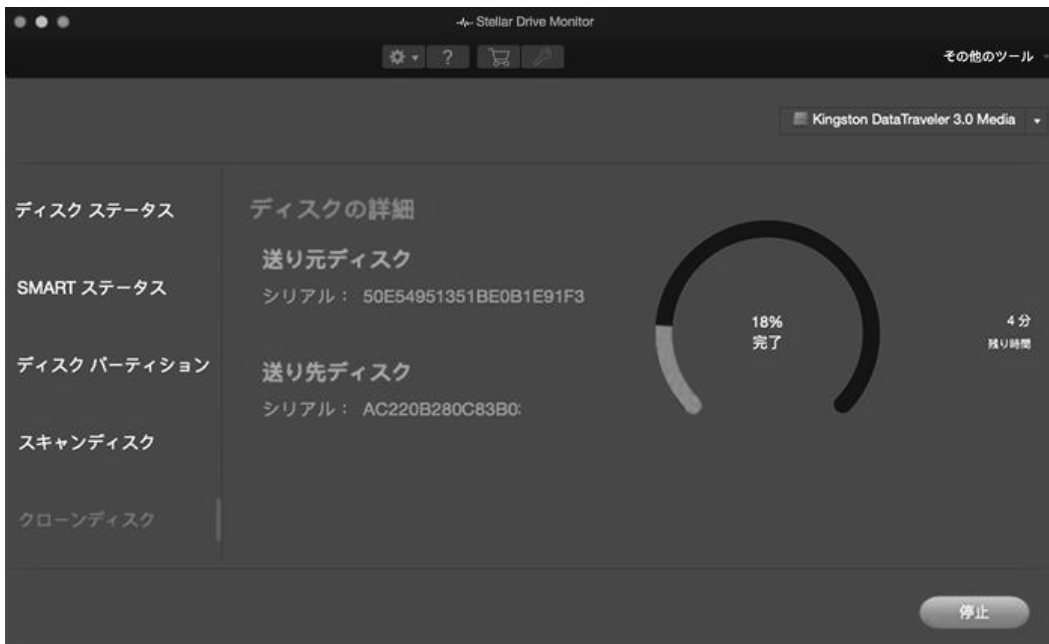 Stellar Drive Monitor
?
その他のツール
Kingston DataTraveler 3.0 Media
ディスク ステータス
SMART ステータス
ディスク パーティション
スキャンディスク
クローンディスク
ディスクの詳細
送り元ディスク
シリアル： 50E54951351BE0B1E91F3
送り先ディスク
シリアル： AC220B280C83B0
18%
完了
4 分
残り時間
停止